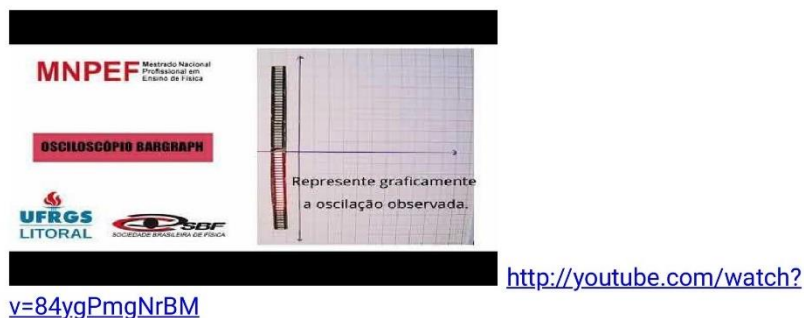 MNPEF Mestrado Nacional
Profissional em
Ensino de Física
OSCILOSCÓPIO BARGRAPH
Represente graficamente
a oscilação observada.
UFRGS
LITORAL
SBF
SOCIEDADE BRASILEIRA DE FÍSICA
http://youtube.com/watch?
v=84ygPmgNrBM